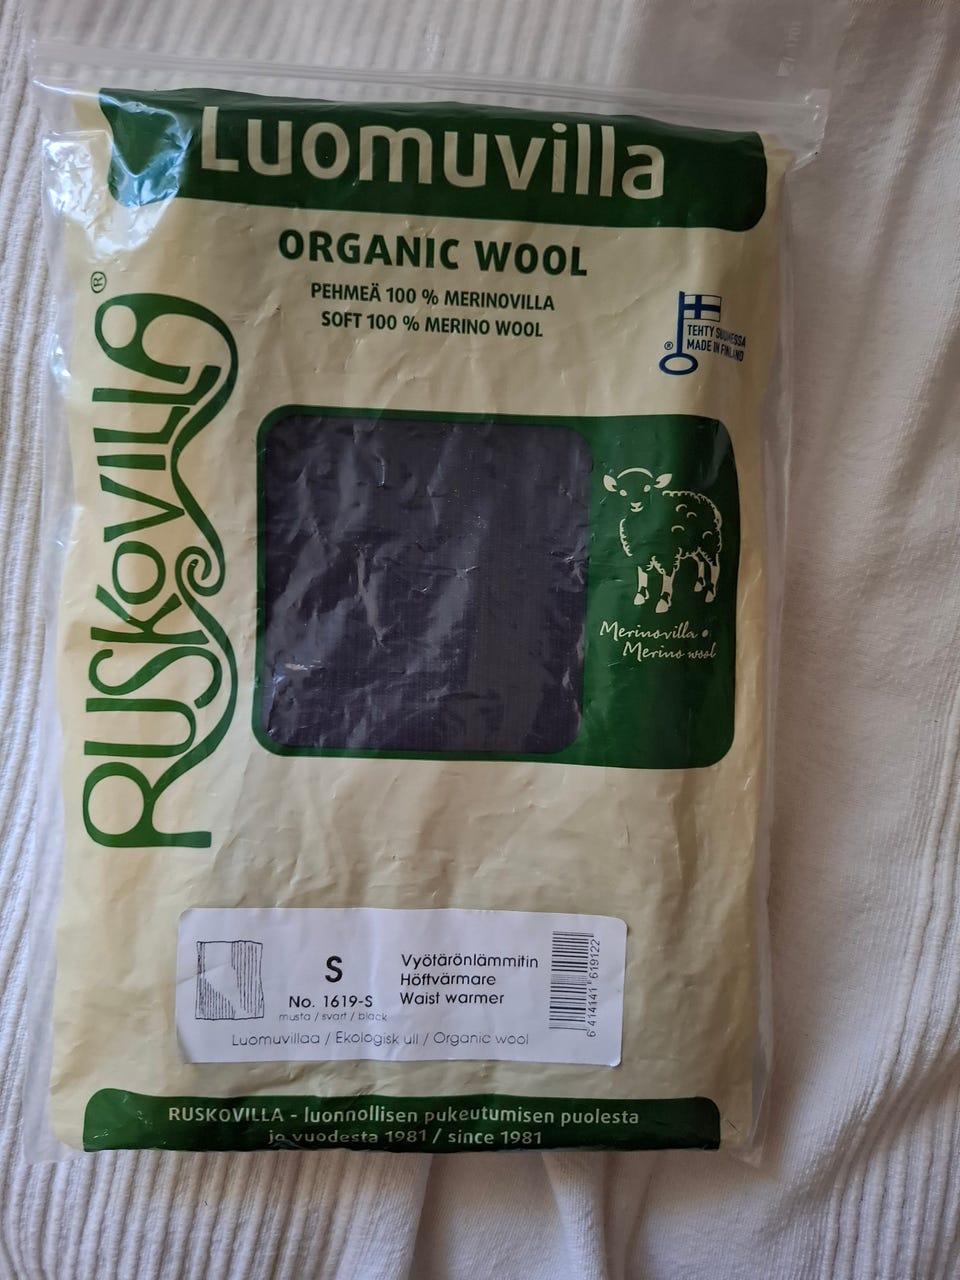 Luomuvilla
ORGANIC WOOL
PEHMEÄ 100 % MERINOVILLA
SOFT 100 % MERINO WOOL
® TEHTY SUOMESSA
MADE IN FINLAND
RUSKOVILLA®
Merinovilla •
Merino wool
S
No. 1619-S
musta / svart / black
Vyötärönlämmitin
Höftvärmare
Waist warmer
6 414141 619122
Luomuvillaa / Ekologisk ull / Organic wool
RUSKOVILLA - luonnollisen pukeutumisen puolesta
jo vuodesta 1981 / since 1981